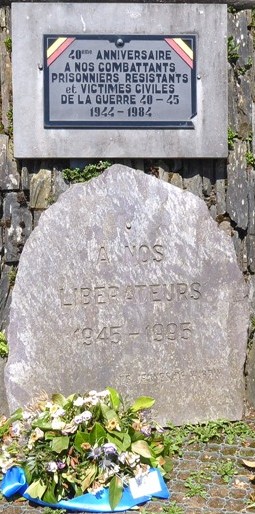 40eme ANNIVERSAIRE
A NOS COMBATTANTS
PRISONNIERS RESISTANTS
et VICTIMES CIVILES
DE LA GUERRE 40-45
1944-1984
A NOS
LIBERATEURS
1945-1995